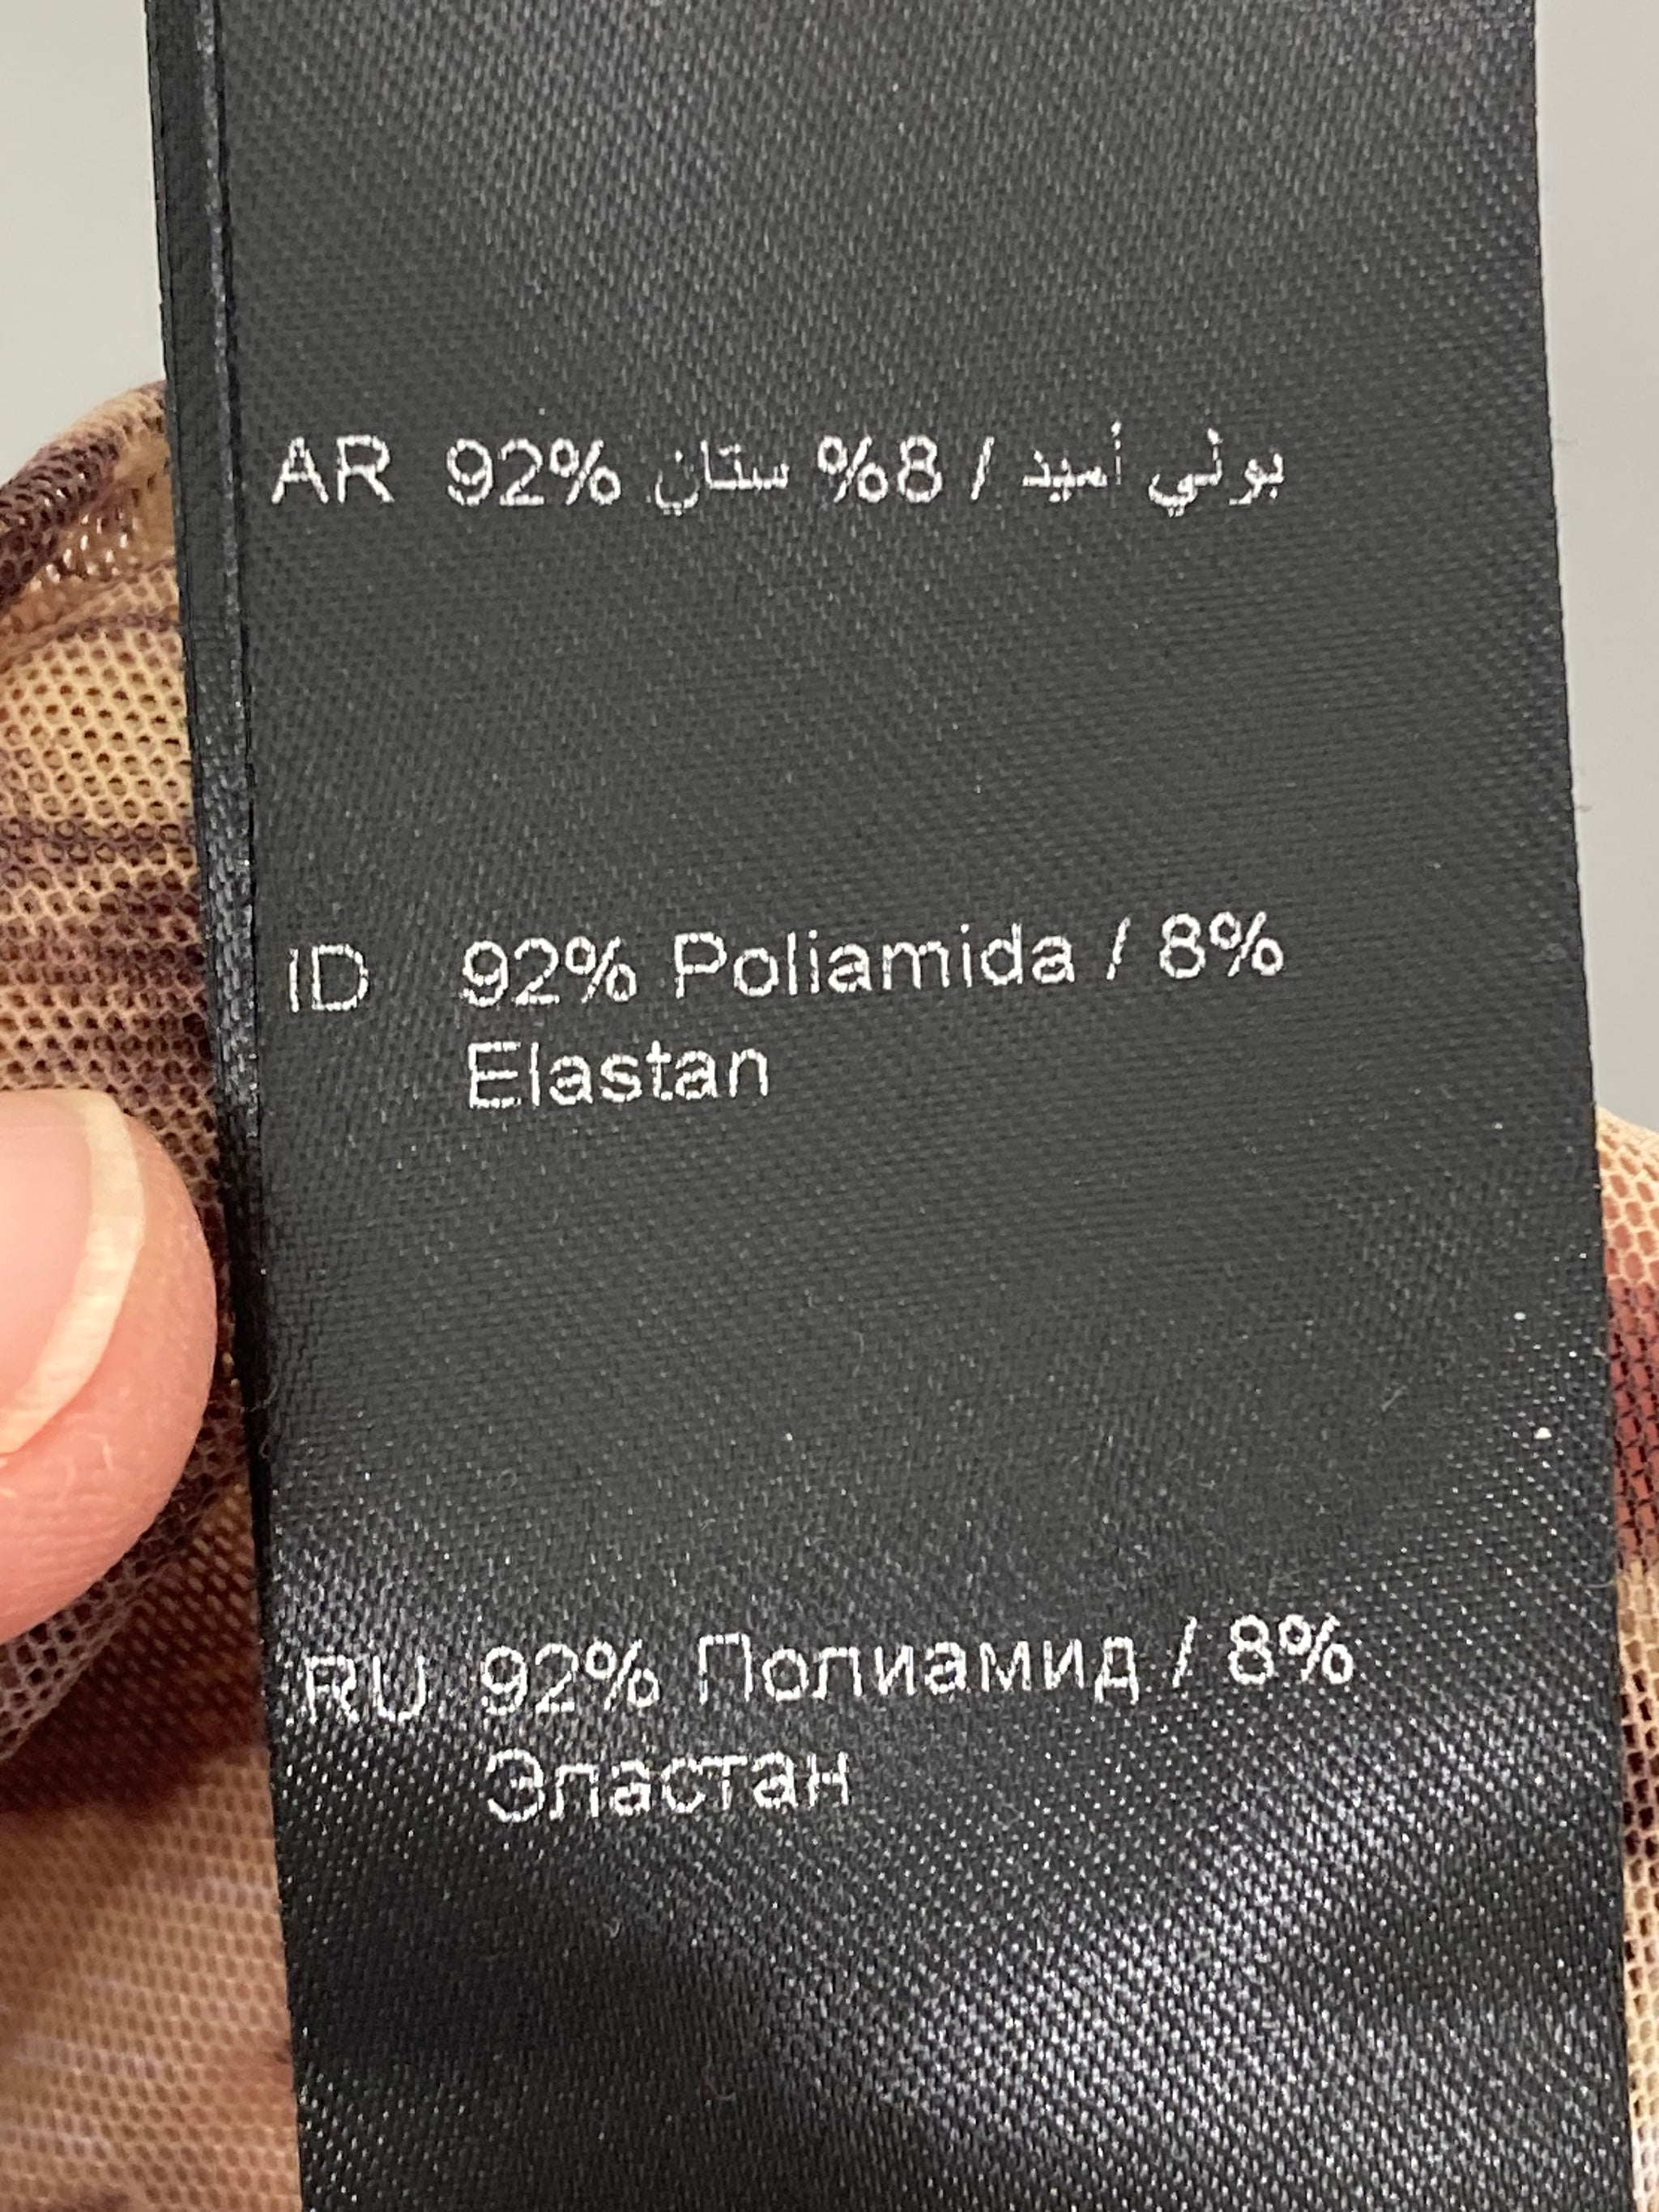 AR 92% بولي أميد / 8% ستان
ID 92% Poliamida / 8%
Elastan
RU 92% Полиамид / 8%
Эластан